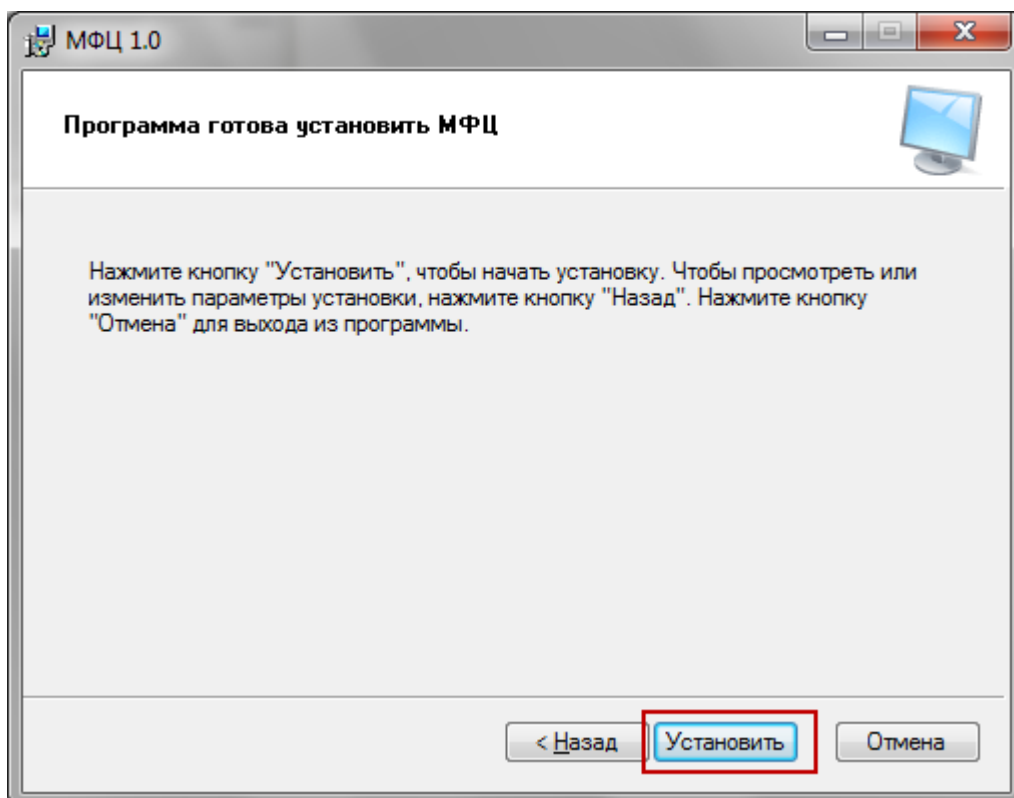 МФЦ 1.0
Программа готова установить МФЦ
Нажмите кнопку "Установить", чтобы начать установку. Чтобы просмотреть или
изменить параметры установки, нажмите кнопку "Назад". Нажмите кнопку
"Отмена" для выхода из программы.
< Назад Установить Отмена